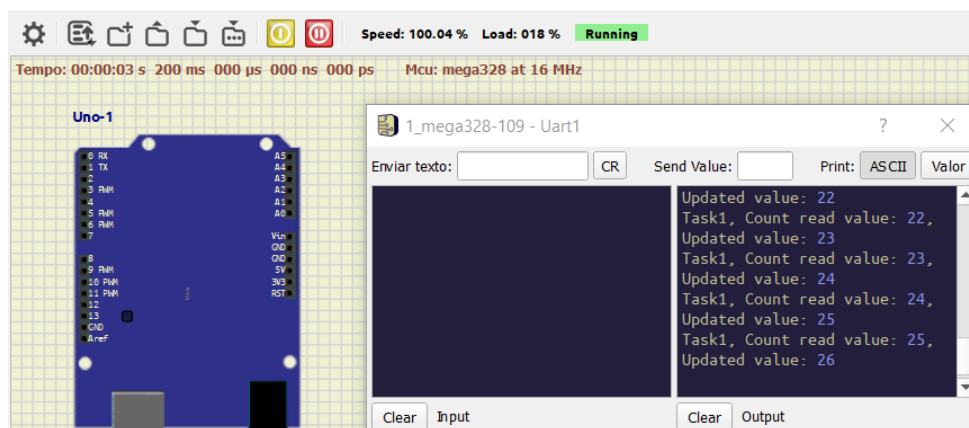 Speed: 100.04 %  Load: 018 %  Running
Tempo: 00:00:03 s  200 ms  000 µs  000 ns  000 ps  Mcu: mega328 at 16 MHz
Uno-1
0 RX
1 TX
2
3 PWM
4
5 PWM
6 PWM
7
8
9 PWM
10 PWM
11 PWM
12
13
GND
Aref
A5
A4
A3
A2
A1
A0
Vin
GND
GND
5V
3V3
RST
Uno
1_mega328-109 - Uart1
Enviar texto:  CR  Send Value:  Print:  ASCII  Valor
Updated value: 22
Task1, Count read value: 22,
Updated value: 23
Task1, Count read value: 23,
Updated value: 24
Task1, Count read value: 24,
Updated value: 25
Task1, Count read value: 25,
Updated value: 26
Clear  Input
Clear  Output